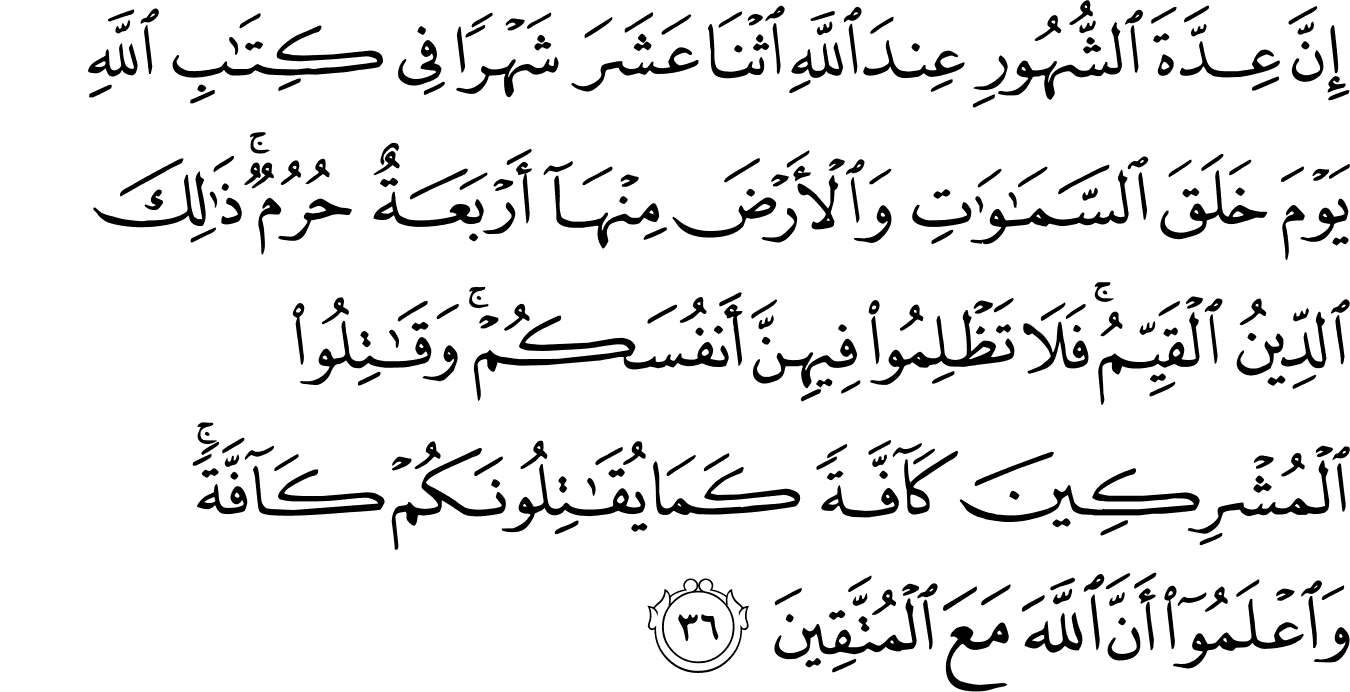 إِنَّ عِدَّةَ ٱلشُّهُورِ عِندَ ٱللَّهِ ٱثۡنَا عَشَرَ شَهۡرٗا فِي كِتَٰبِ ٱللَّهِ
يَوۡمَ خَلَقَ ٱلسَّمَٰوَٰتِ وَٱلۡأَرۡضَ مِنۡهَآ أَرۡبَعَةٌ حُرُمٞۚ ذَٰلِكَ
ٱلدِّينُ ٱلۡقَيِّمُۚ فَلَا تَظۡلِمُواْ فِيهِنَّ أَنفُسَكُمۡۚ وَقَٰتِلُواْ
ٱلۡمُشۡرِكِينَ كَآفَّةٗ كَمَا يُقَٰتِلُونَكُمۡ كَآفَّةٗۚ
وَٱعۡلَمُوٓاْ أَنَّ ٱللَّهَ مَعَ ٱلۡمُتَّقِينَ ٣٦